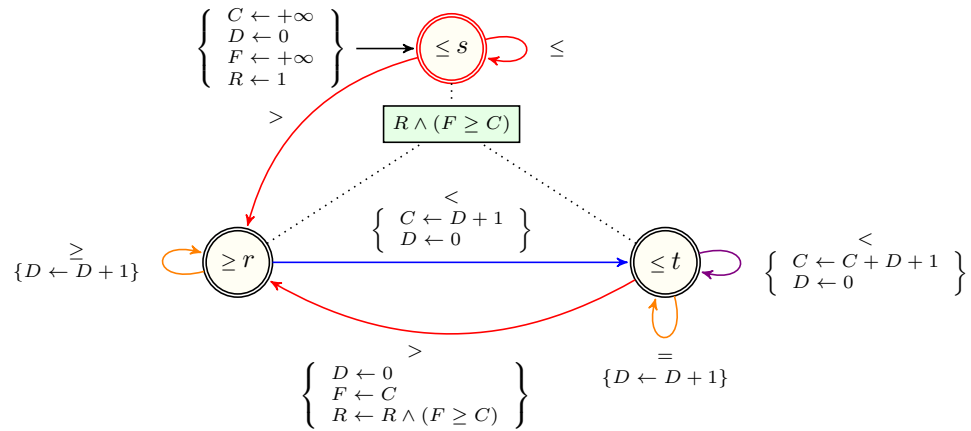 C ← +∞
D ← 0
F ← +∞
R ← 1
≤ s
≤
>
R ∧ (F ≥ C)
<
C ← D + 1
D ← 0
≥
{D ← D + 1}
≥ r
≤ t
<
C ← C + D + 1
D ← 0
>
D ← 0
F ← C
R ← R ∧ (F ≥ C)
=
{D ← D + 1}